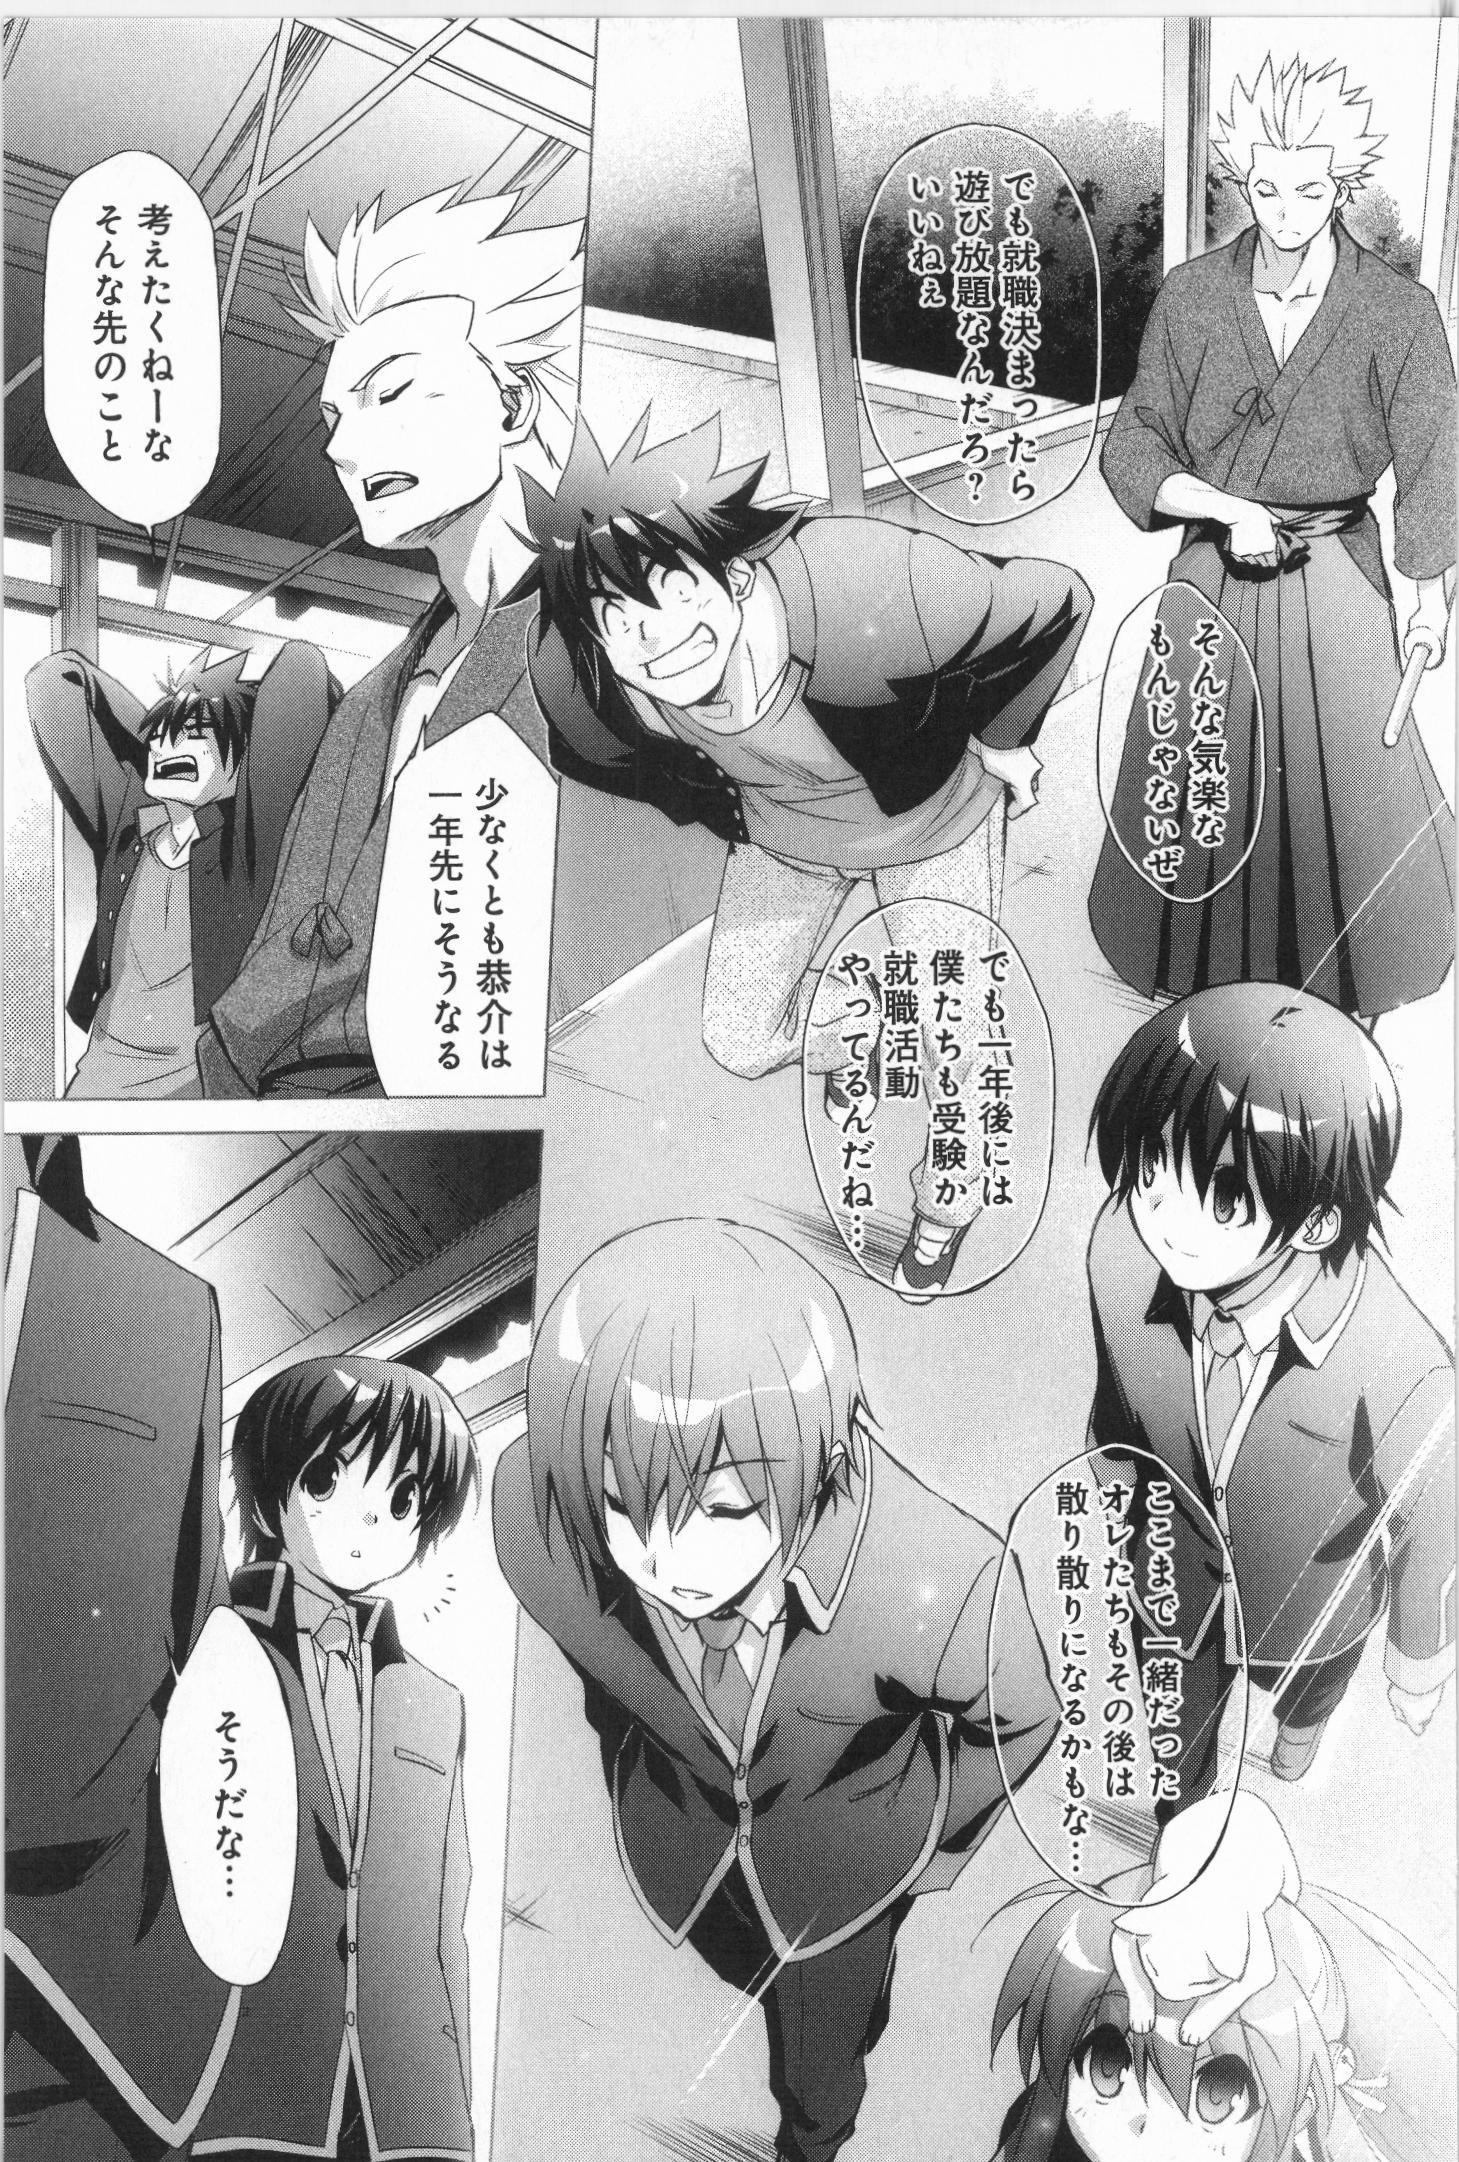 でも就職決まったら
遊び放題なんだろ？
いいねぇ
そんな気楽な
もんじゃないぜ
でも一年後には
僕たちも受験か
就職活動
やってるんだね…
ここまで一緒だった
オレたちもその後は
散り散りになるかもな…
考えたくねーな
そんな先のこと
少なくとも恭介は
一年先にそうなる
そうだな…